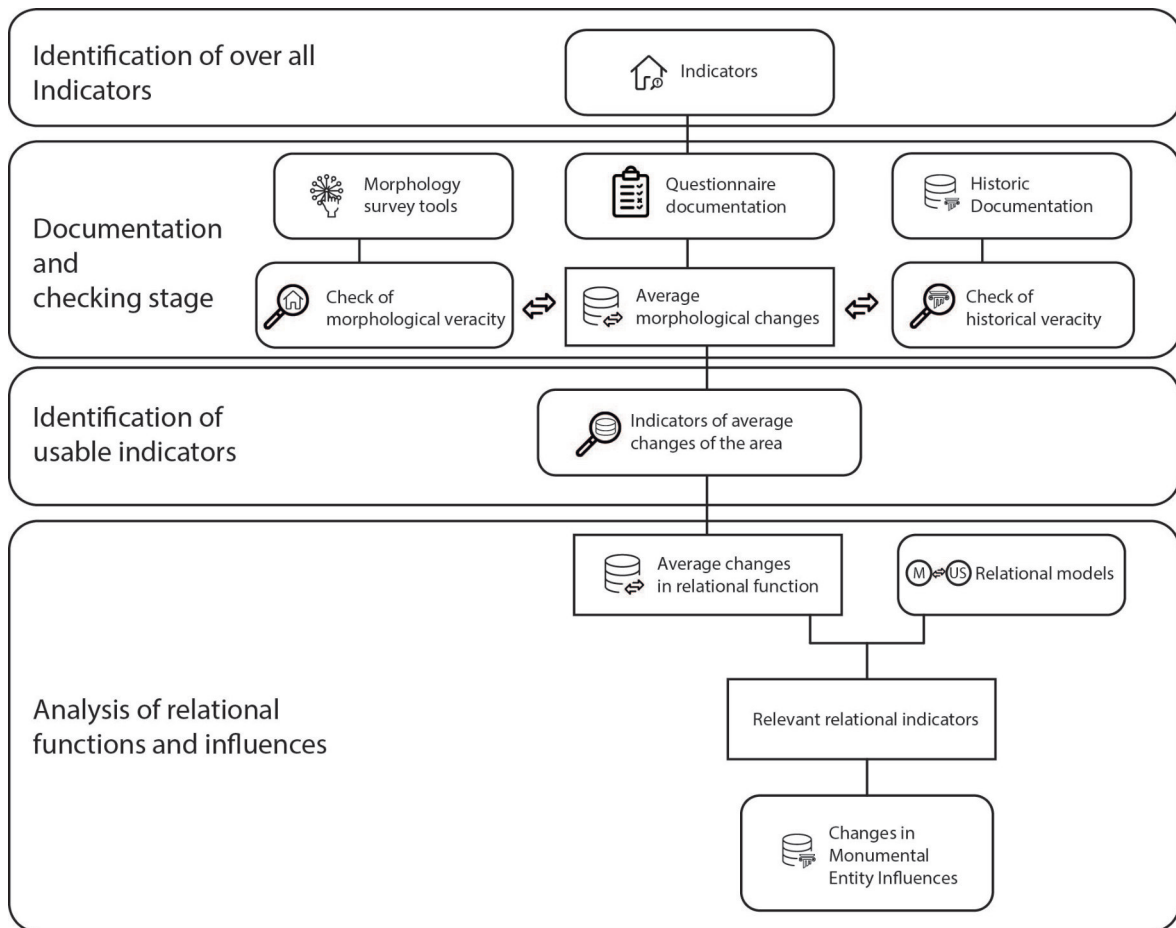 Identification of over all
Indicators
Indicators
Documentation
and
checking stage
Morphology
survey tools
Questionnaire
documentation
Historic
Documentation
Check of
morphological veracity
Average
morphological changes
Check of
historical veracity
Identification of
usable indicators
Indicators of average
changes of the area
Analysis of relational
functions and influences
Average changes
in relational function
M US Relational models
Relevant relational indicators
Changes in
Monumental
Entity Influences